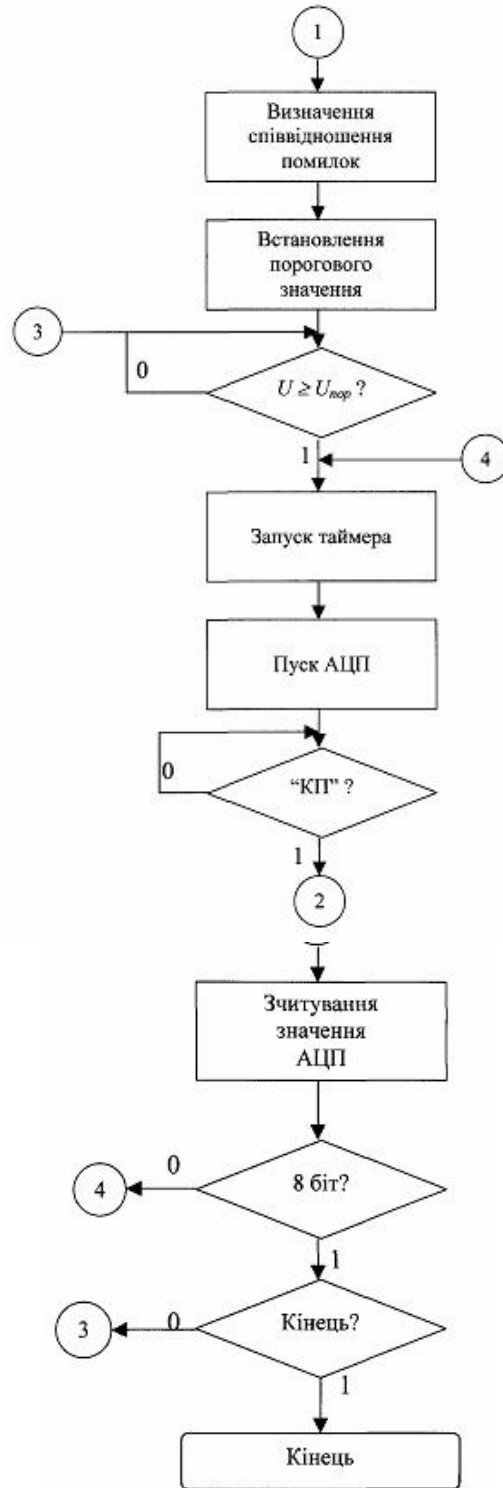 1
Визначення
співвідношення
помилок
Встановлення
порогового
значення
3
0
U ≥ Uпор ?
1
4
Запуск таймера
Пуск АЦП
0
“КП” ?
1
2
Зчитування
значення
АЦП
0
4
8 біт?
1
0
3
Кінець?
1
Кінець